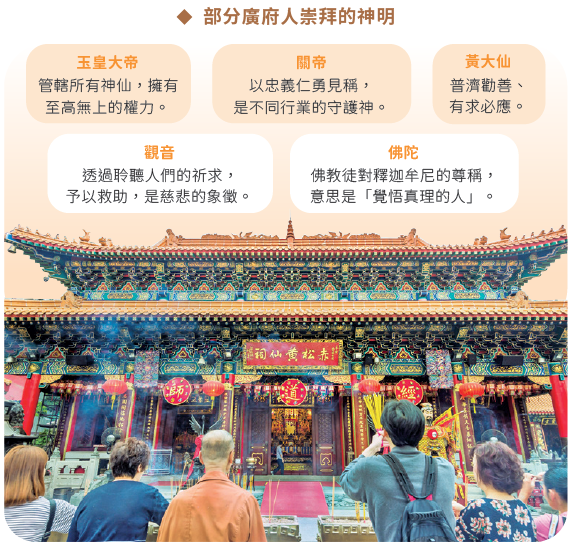 ◆ 部分廣府人崇拜的神明
玉皇大帝
管轄所有神仙，擁有
至高無上的權力。
關帝
以忠義仁勇見稱，
是不同行業的守護神。
黃大仙
普濟勸善、
有求必應。
觀音
透過聆聽人們的祈求，
予以救助，是慈悲的象徵。
佛陀
佛教徒對釋迦牟尼的尊稱，
意思是「覺悟真理的人」。
赤松黃仙祠
師
道
經